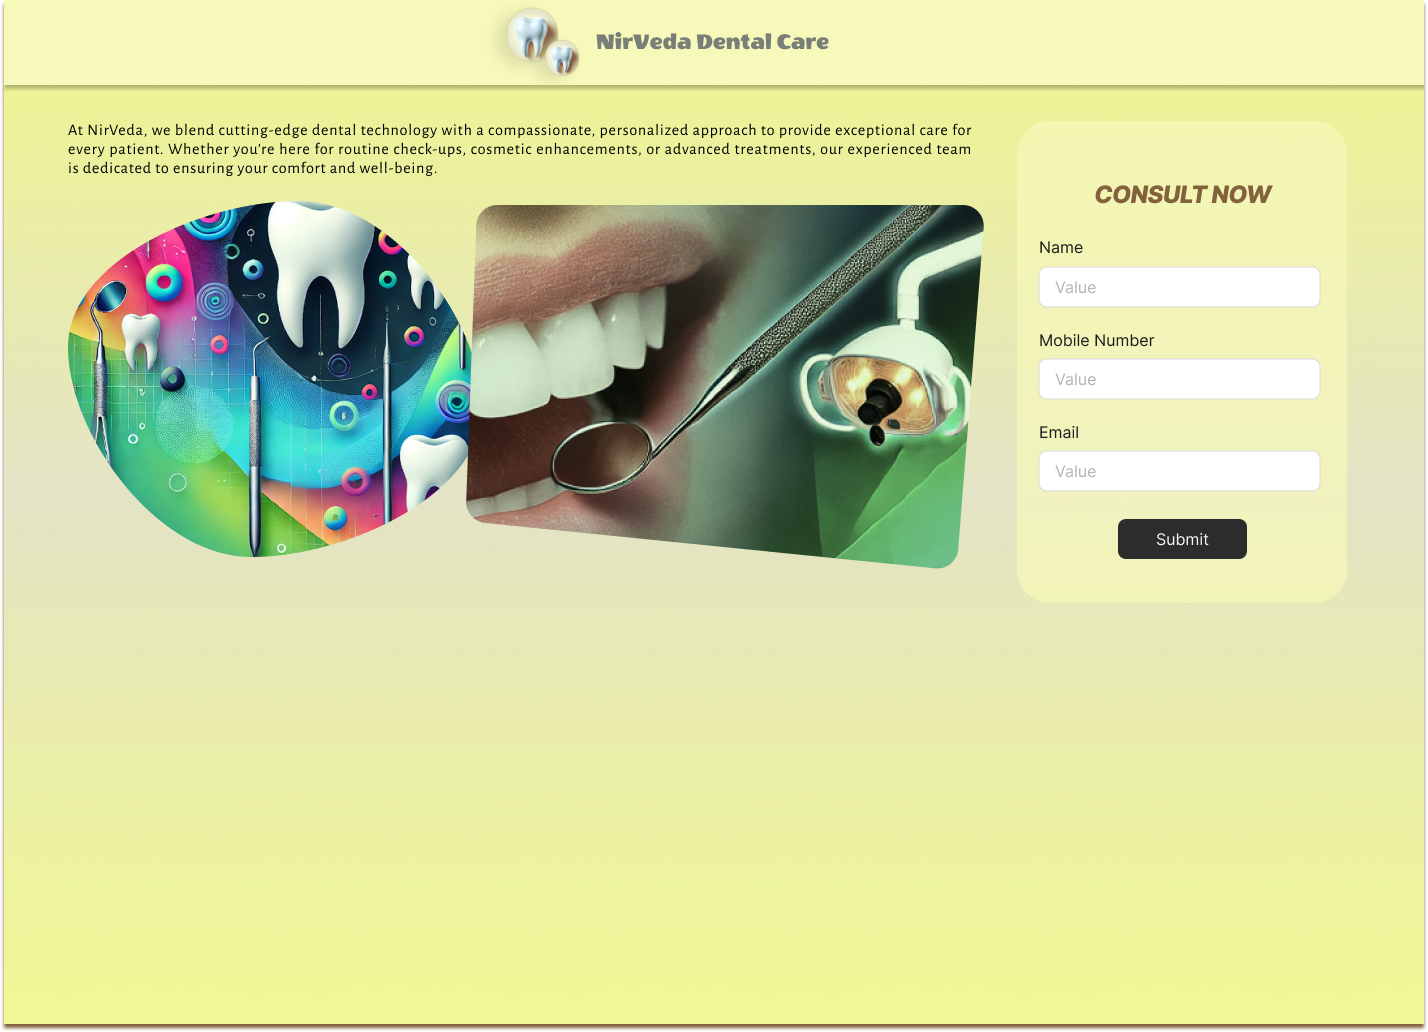 NirVeda Dental Care
At NirVeda, we blend cutting-edge dental technology with a compassionate, personalized approach to provide exceptional care for
every patient. Whether you're here for routine check-ups, cosmetic enhancements, or advanced treatments, our experienced team
is dedicated to ensuring your comfort and well-being.
CONSULT NOW
Name
Value
Mobile Number
Value
Email
Value
Submit